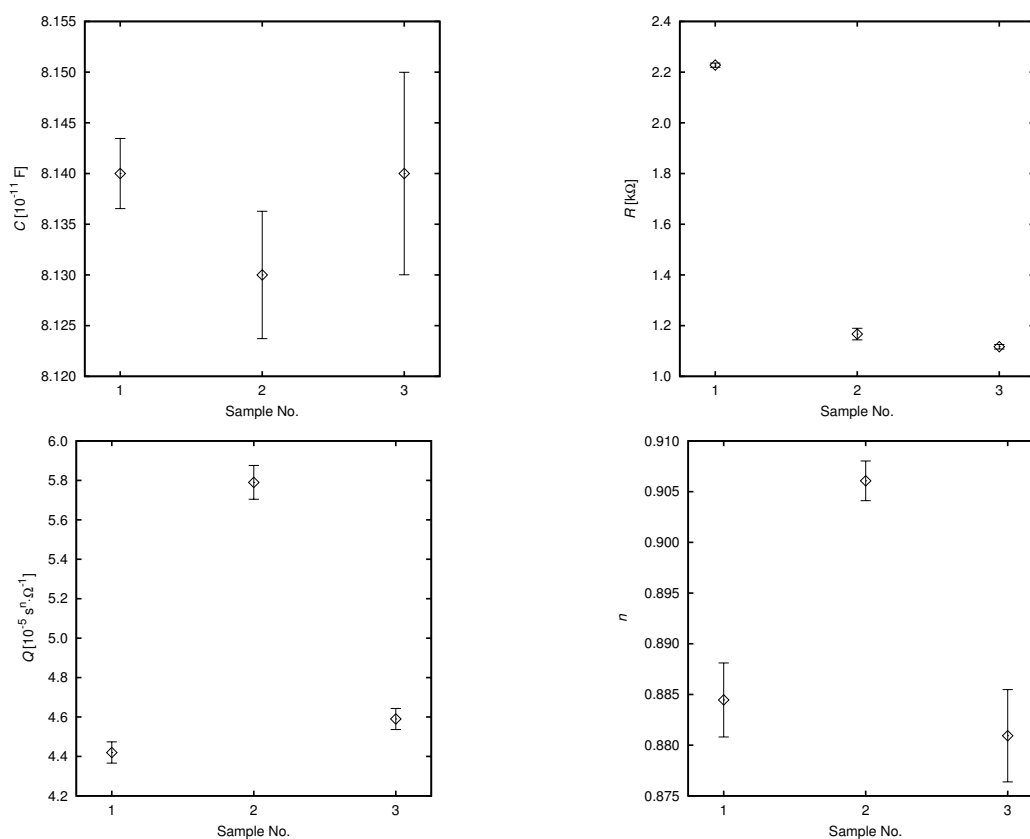 8.155
8.150
8.145
8.140
8.135
8.130
8.125
8.120
C [10⁻¹¹ F]
1 2 3
Sample No.
2.4
2.2
2.0
1.8
1.6
1.4
1.2
1.0
R [kΩ]
1 2 3
Sample No.
6.0
5.8
5.6
5.4
5.2
5.0
4.8
4.6
4.4
4.2
Q [10⁻⁵ sⁿ·Ω⁻¹]
1 2 3
Sample No.
0.910
0.905
0.900
0.895
0.890
0.885
0.880
0.875
n
1 2 3
Sample No.